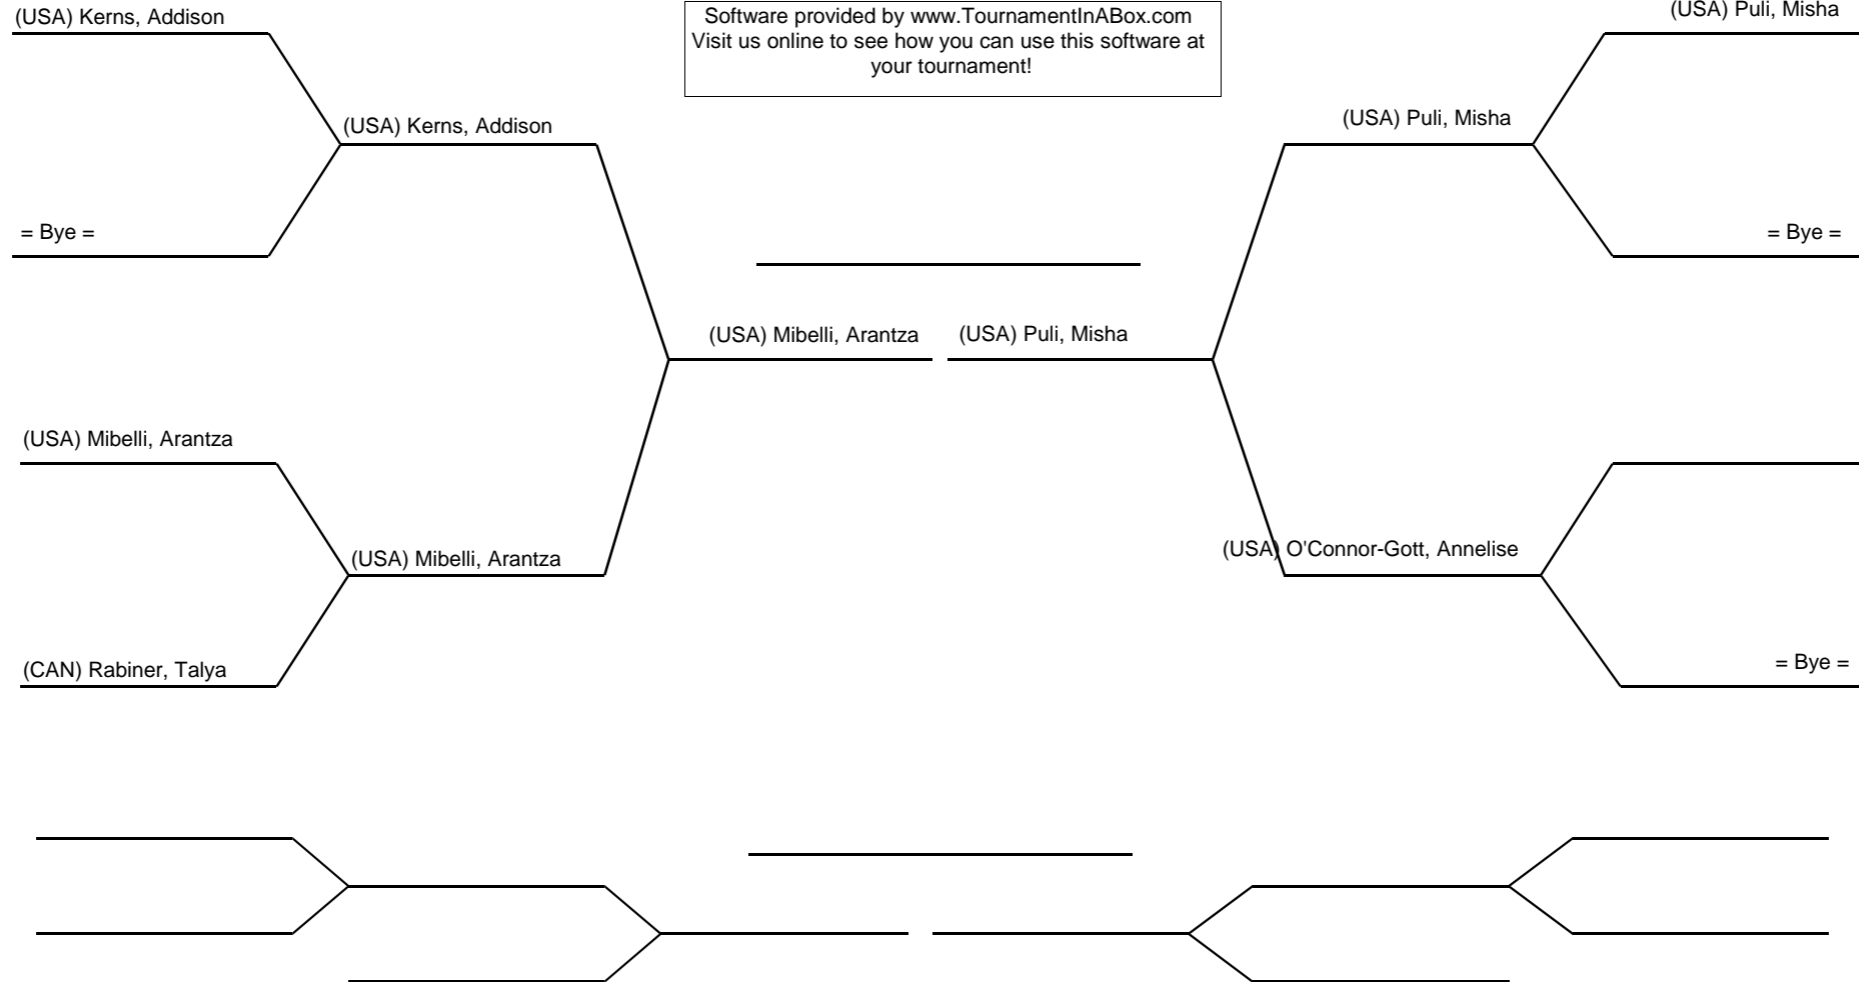 (USA) Kerns, Addison
Software provided by www.TournamentInABox.com
Visit us online to see how you can use this software at
your tournament!
(USA) Puli, Misha
(USA) Kerns, Addison
(USA) Puli, Misha
= Bye =
= Bye =
(USA) Mibelli, Arantza
(USA) Puli, Misha
(USA) Mibelli, Arantza
(USA) Mibelli, Arantza
(USA) O'Connor-Gott, Annelise
(CAN) Rabiner, Talya
= Bye =